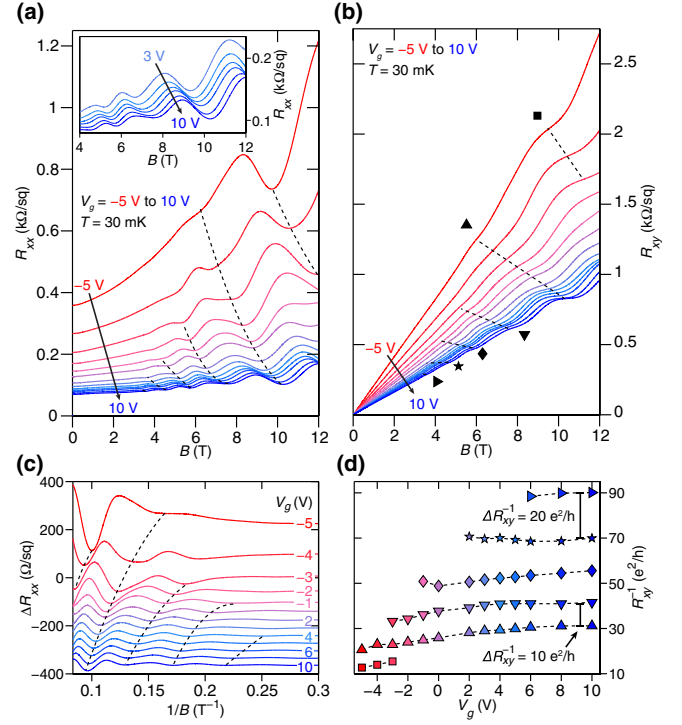 (a)
1.2
1
0.8
0.6
0.4
0.2
0
R_xx (kΩ/sq)
3 V
10 V
0.2
0.1
R_xx (kΩ/sq)
4 6 8 10 12
B (T)
V_g = −5 V to 10 V
T = 30 mK
−5 V
10 V
0 2 4 6 8 10 12
B (T)
(b)
V_g = −5 V to 10 V
T = 30 mK
2.5
2
1.5
1
0.5
0
R_xy (kΩ/sq)
−5 V
10 V
0 2 4 6 8 10 12
B (T)
(c)
400
200
0
−200
−400
ΔR_xx (Ω/sq)
V_g (V)
−5
−4
−3
−2
−1
2
4
6
10
0.1 0.15 0.2 0.25 0.3
1/B (T⁻¹)
(d)
90
70
50
30
10
R_xy⁻¹ (e²/h)
ΔR_xy⁻¹ = 20 e²/h
ΔR_xy⁻¹ = 10 e²/h
−4 −2 0 2 4 6 8 10
V_g (V)